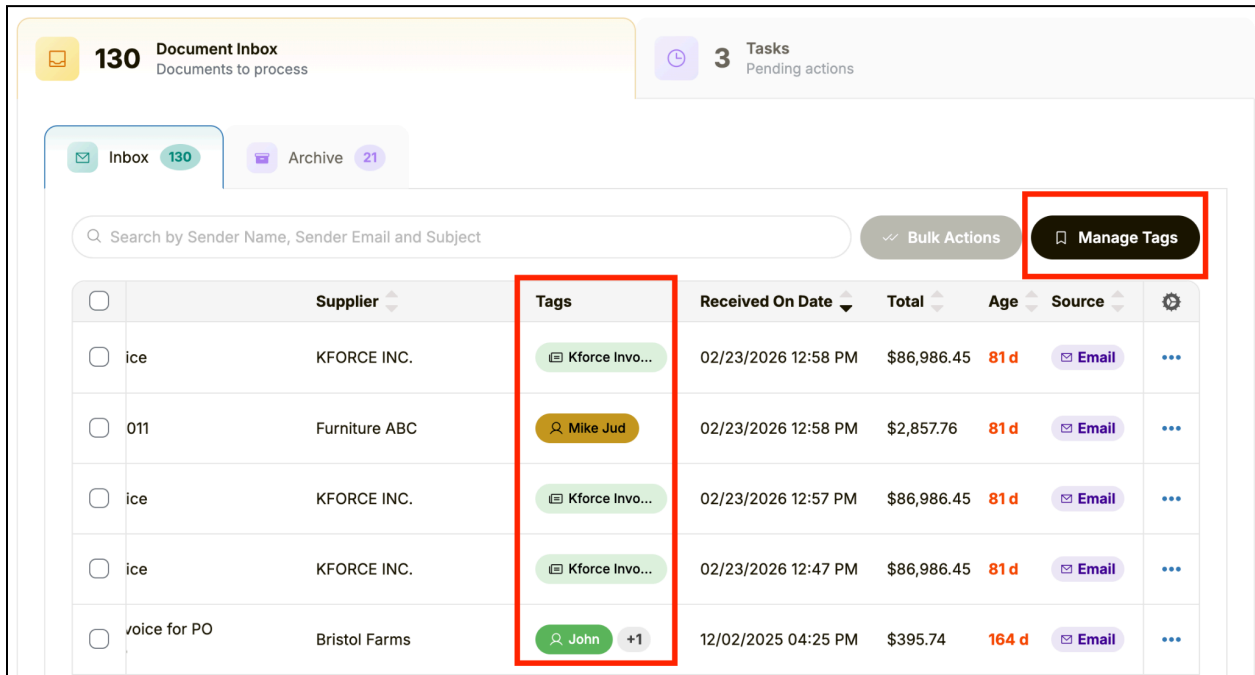 130 Document Inbox
Documents to process
3 Tasks
Pending actions
Inbox 130
Archive 21
Search by Sender Name, Sender Email and Subject
Bulk Actions
Manage Tags
Supplier Tags Received On Date Total Age Source
ice KFORCE INC. Kforce Invo... 02/23/2026 12:58 PM $86,986.45 81 d Email
011 Furniture ABC Mike Jud 02/23/2026 12:58 PM $2,857.76 81 d Email
ice KFORCE INC. Kforce Invo... 02/23/2026 12:57 PM $86,986.45 81 d Email
ice KFORCE INC. Kforce Invo... 02/23/2026 12:47 PM $86,986.45 81 d Email
voice for PO Bristol Farms John +1 12/02/2025 04:25 PM $395.74 164 d Email